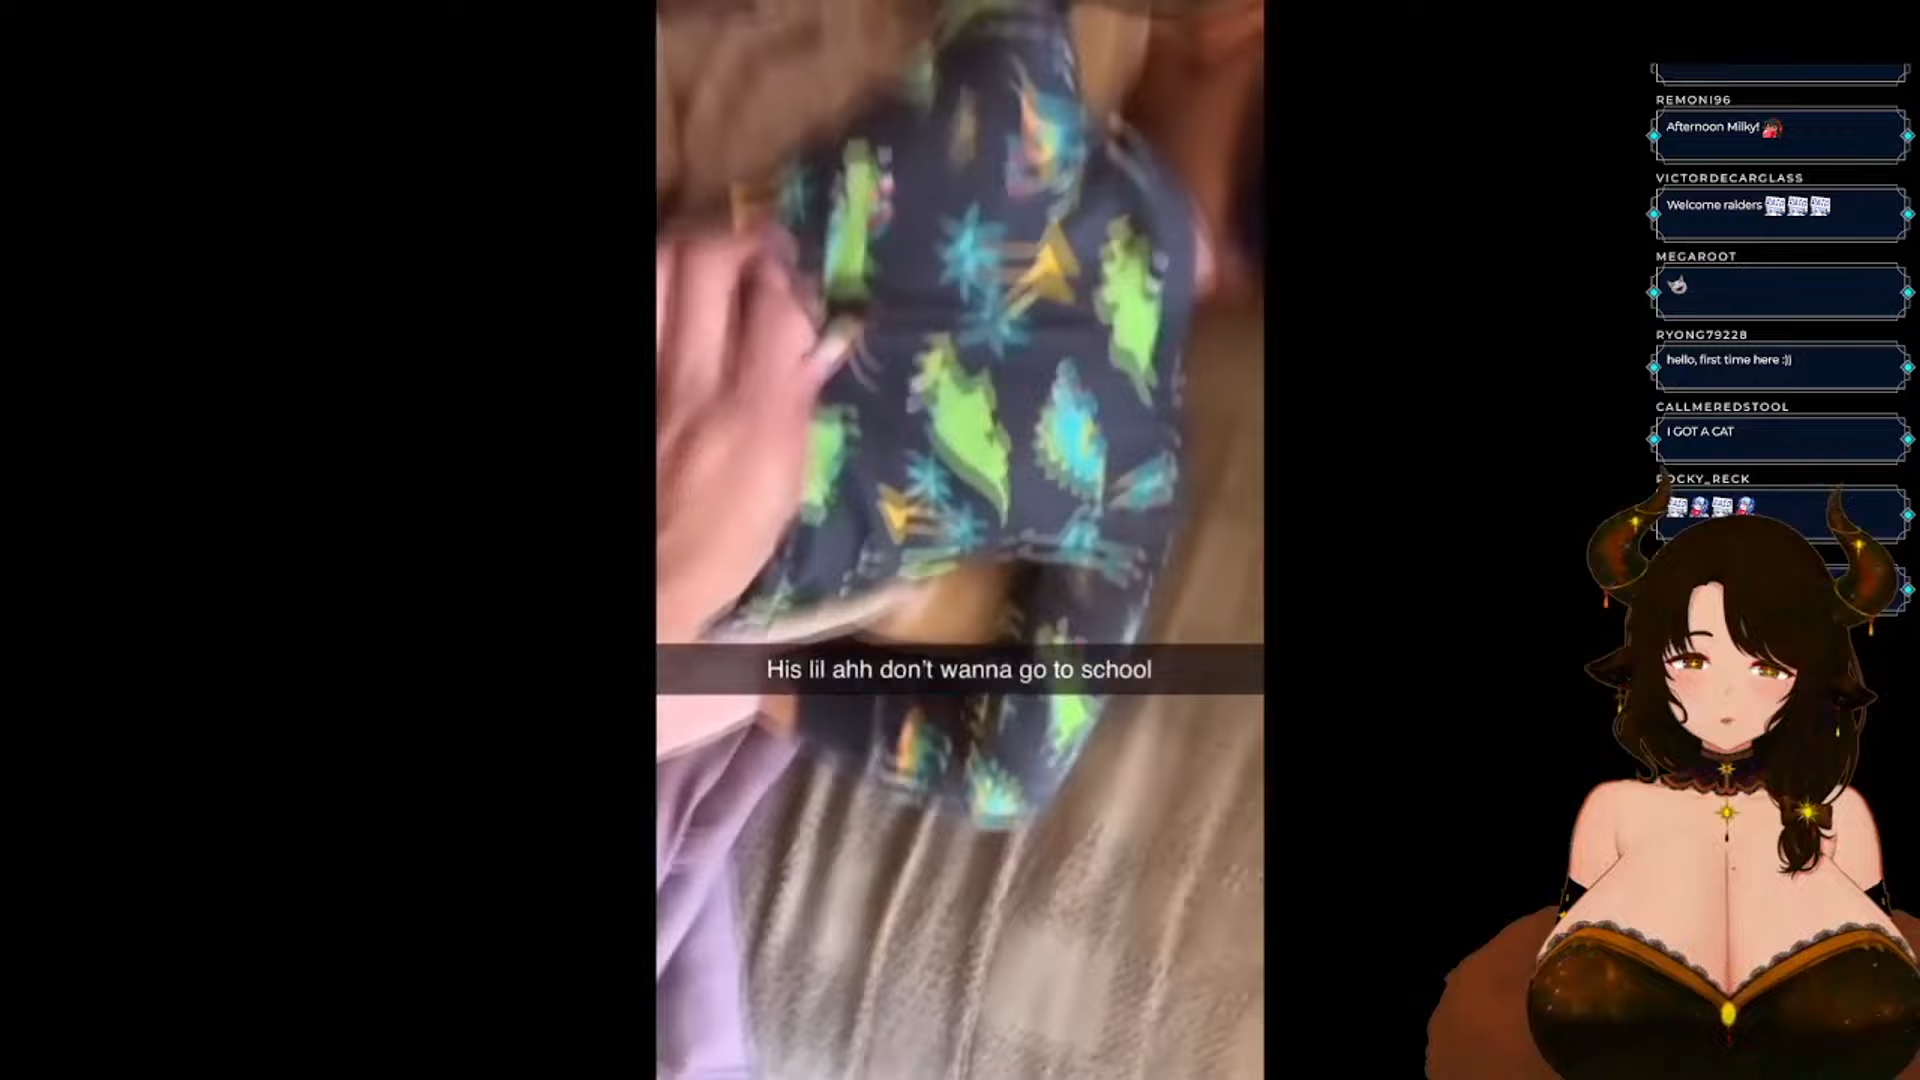 His lil ahh don't wanna go to school
REMONI96
Afternoon Milky!
VICTORDECARGLASS
Welcome raiders
MEGAROOT
RYONG79228
hello, first time here :))
CALLMEREDSTOOL
I GOT A CAT
ROCKY_RECK